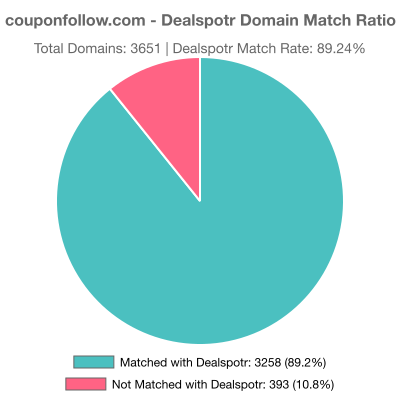 couponfollow.com - Dealspotr Domain Match Ratio
Total Domains: 3651 | Dealspotr Match Rate: 89.24%
Matched with Dealspotr: 3258 (89.2%)
Not Matched with Dealspotr: 393 (10.8%)